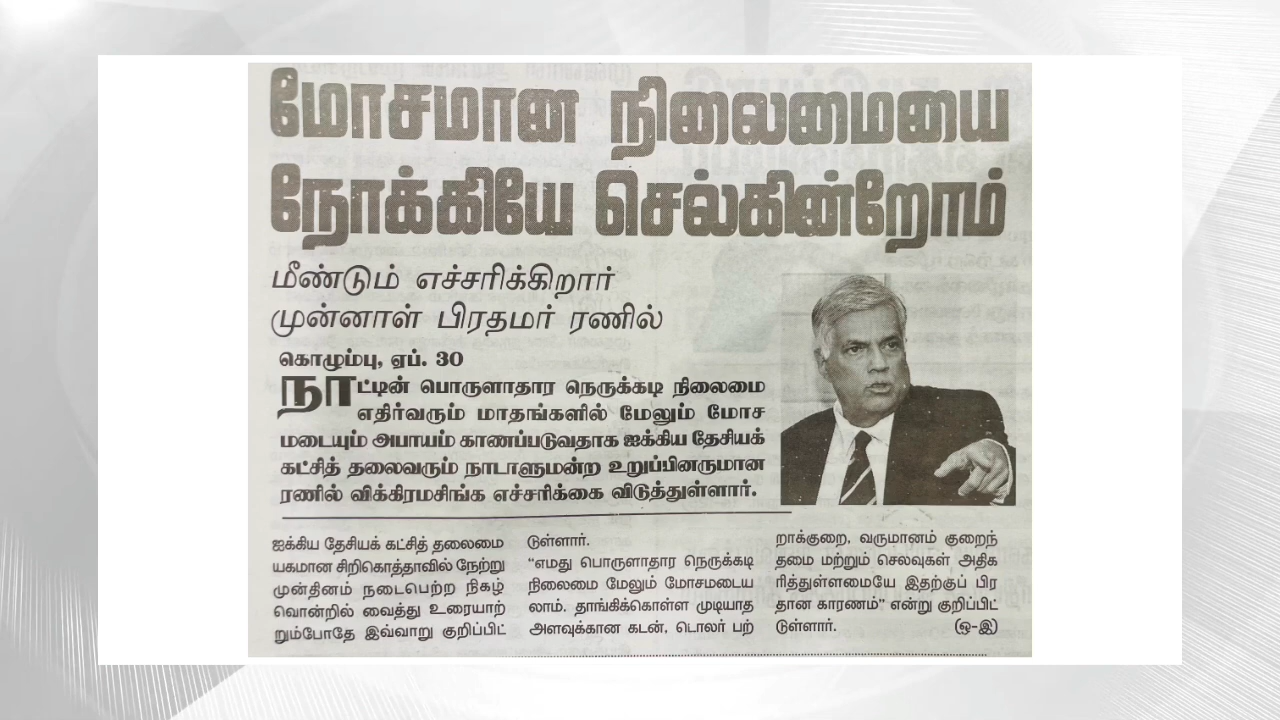 மோசமான நிலைமையை
நோக்கியே செல்கின்றோம்
மீண்டும் எச்சரிக்கிறார்
முன்னாள் பிரதமர் ரணில்
கொழும்பு, ஏப். 30
நாட்டின் பொருளாதார நெருக்கடி நிலைமை
எதிர்வரும் மாதங்களில் மேலும் மோச
மடையும் அபாயம் காணப்படுவதாக ஐக்கிய தேசியக்
கட்சித் தலைவரும் நாடாளுமன்ற உறுப்பினருமான
ரணில் விக்கிரமசிங்க எச்சரிக்கை விடுத்துள்ளார்.
ஐக்கிய தேசியக் கட்சித் தலைமை
யகமான சிறிகொத்தாவில் நேற்று
முன்தினம் நடைபெற்ற நிகழ்
வொன்றில் வைத்து உரையாற்
றும்போதே இவ்வாறு குறிப்பிட்
டுள்ளார்.
“எமது பொருளாதார நெருக்கடி
நிலைமை மேலும் மோசமடைய
லாம். தாங்கிக்கொள்ள முடியாத
அளவுக்கான கடன், டொலர் பற்
றாக்குறை, வருமானம் குறைந்
தமை மற்றும் செலவுகள் அதிக
ரித்துள்ளமையே இதற்குப் பிர
தான காரணம்” என்று குறிப்பிட்
டுள்ளார். (ஒ-இ)